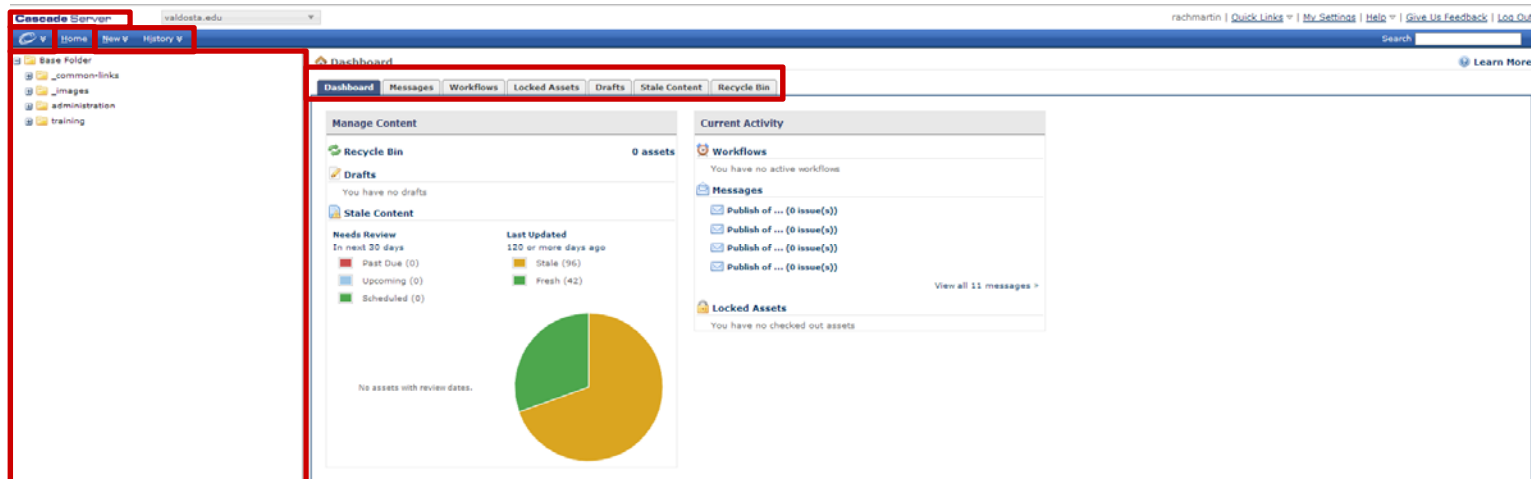 Cascade Server valdosta.edu rachmartin | Quick Links | My Settings | Help | Give Us Feedback | Log Out
Home New History Search
Base Folder
_common-links
_images
administration
training
Dashboard Learn More
Dashboard Messages Workflows Locked Assets Drafts Stale Content Recycle Bin
Manage Content
Recycle Bin 0 assets
Drafts
You have no drafts
Stale Content
Needs Review Last Updated
In next 30 days 120 or more days ago
Past Due (0) Stale (96)
Upcoming (0) Fresh (42)
Scheduled (0)
No assets with review dates.
Current Activity
Workflows
You have no active workflows
Messages
Publish of ... (0 issue(s))
Publish of ... (0 issue(s))
Publish of ... (0 issue(s))
Publish of ... (0 issue(s))
View all 11 messages >
Locked Assets
You have no checked out assets